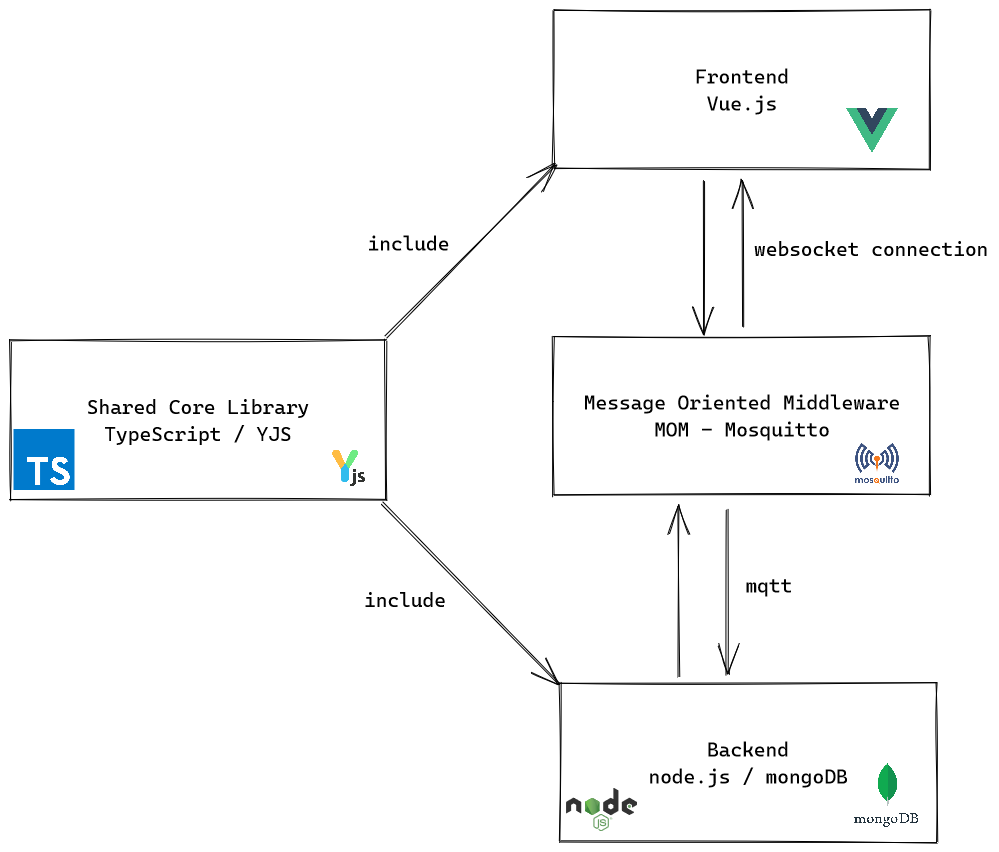 Frontend
Vue.js
include
websocket connection
Shared Core Library
TypeScript / YJS
TS
Yjs
Message Oriented Middleware
MOM - Mosquitto
mosquitto
include
mqtt
Backend
node.js / mongoDB
node
JS
mongoDB